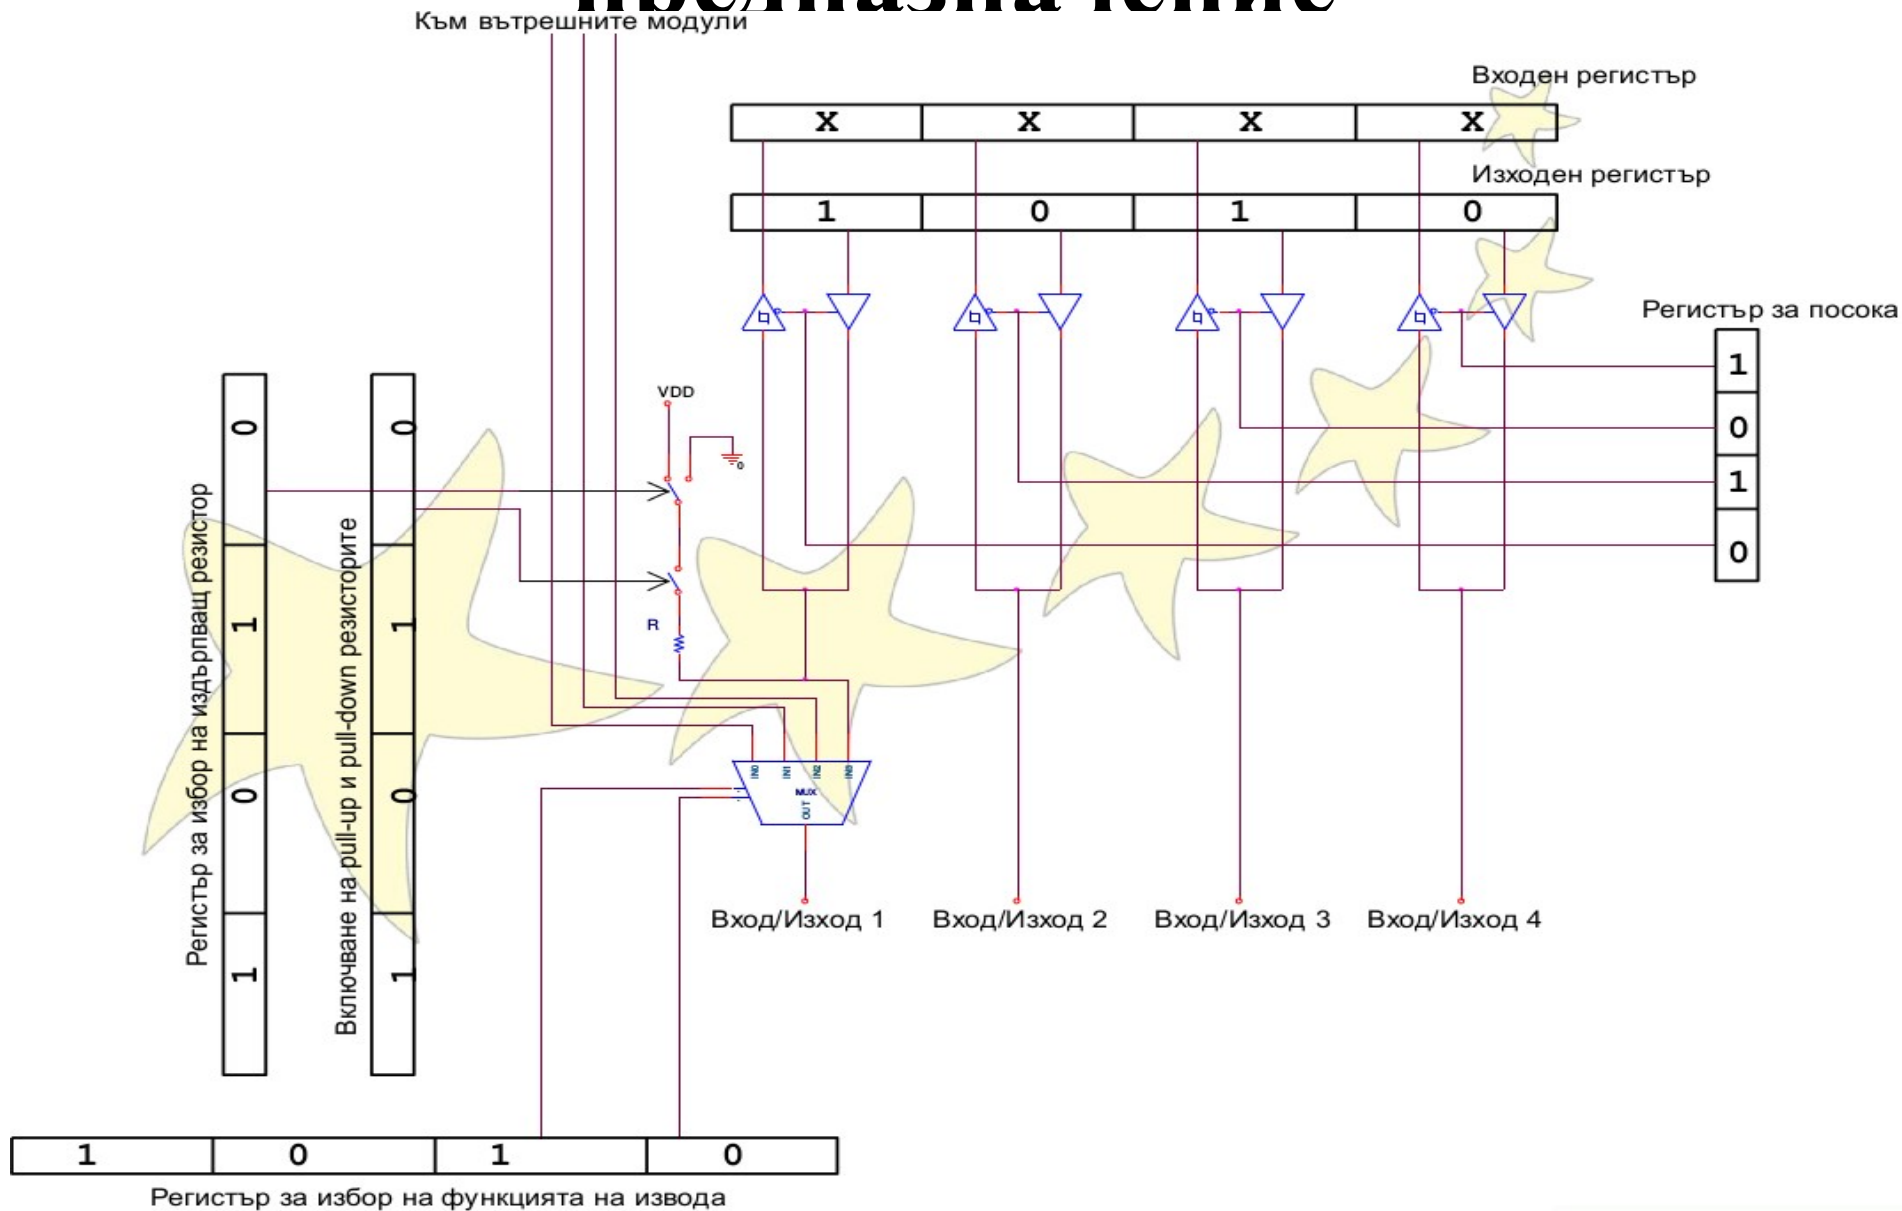 предназначение
Към вътрешните модули
Входен регистър
X X X X
Изходен регистър
1 0 1 0
Регистър за посока
1
0
1
0
VDD
0
R
Регистър за избор на издърпващ резистор
0 1 0 1
Включване на pull-up и pull-down резисторите
0 1 0 1
IN0 IN1 IN2 IN3
MUX
OUT
Вход/Изход 1 Вход/Изход 2 Вход/Изход 3 Вход/Изход 4
1 0 1 0
Регистър за избор на функцията на извода